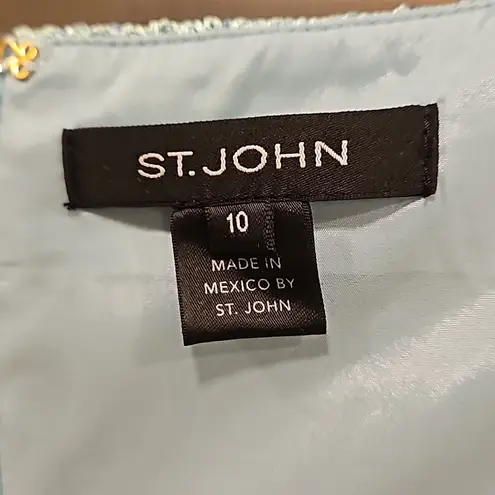 ST. JOHN
10
MADE IN
MEXICO BY
ST. JOHN